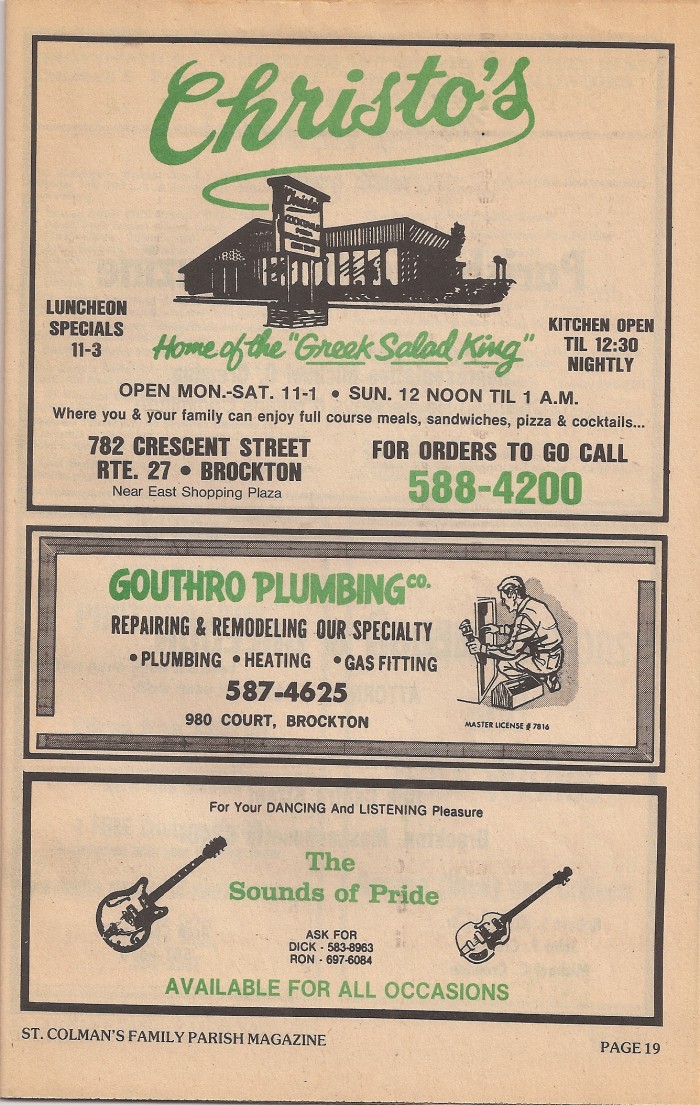 Christo's
Christo's
COCKTAILS
PIZZA
LUNCHEON
SPECIALS
11-3
Home of the "Greek Salad King"
KITCHEN OPEN
TIL 12:30
NIGHTLY
OPEN MON.-SAT. 11-1 • SUN. 12 NOON TIL 1 A.M.
Where you & your family can enjoy full course meals, sandwiches, pizza & cocktails...
782 CRESCENT STREET
RTE. 27 • BROCKTON
Near East Shopping Plaza
FOR ORDERS TO GO CALL
588-4200
GOUTHRO PLUMBING CO.
REPAIRING & REMODELING OUR SPECIALTY
• PLUMBING • HEATING • GAS FITTING
587-4625
980 COURT, BROCKTON
MASTER LICENSE # 7816
For Your DANCING And LISTENING Pleasure
The
Sounds of Pride
ASK FOR
DICK - 583-8963
RON - 697-6084
AVAILABLE FOR ALL OCCASIONS
ST. COLMAN'S FAMILY PARISH MAGAZINE
PAGE 19